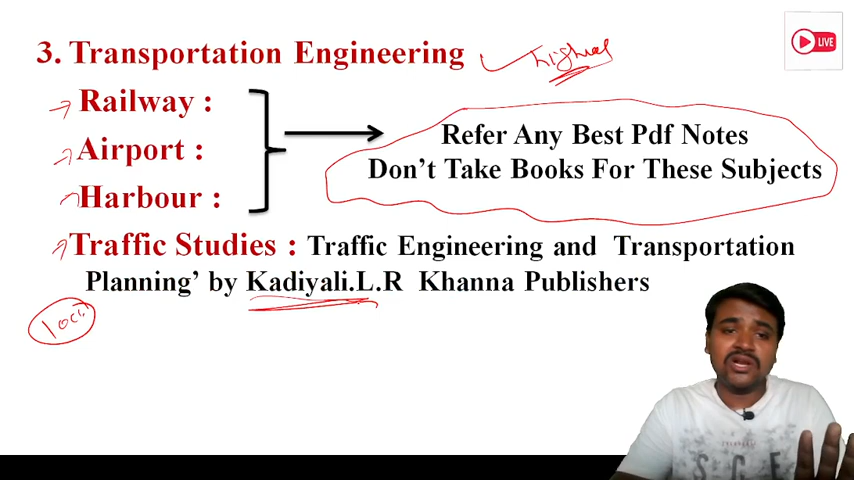 3. Transportation Engineering
LIVE
Railway :
Airport :
Harbour :
Refer Any Best Pdf Notes
Don't Take Books For These Subjects
Traffic Studies : Traffic Engineering and Transportation
Planning' by Kadiyali.L.R Khanna Publishers